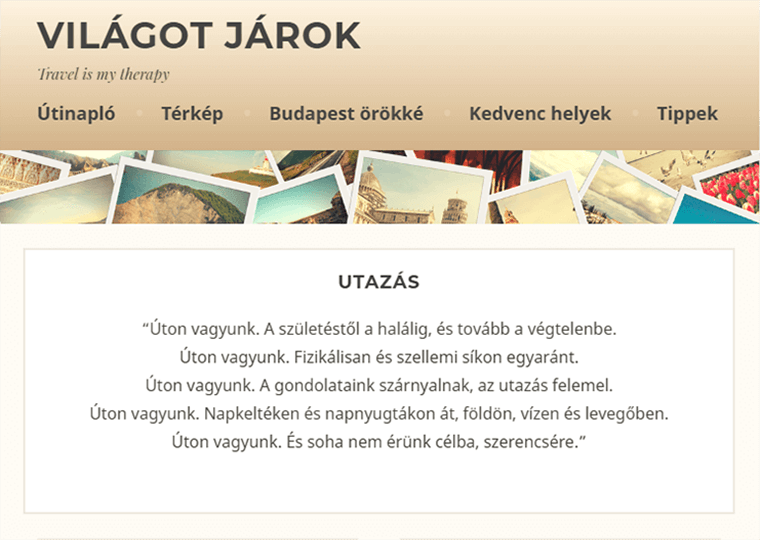 VILÁGOT JÁROK
Travel is my therapy
Útinapló Térkép Budapest örökké Kedvenc helyek Tippek
UTAZÁS
“Úton vagyunk. A születéstől a halálig, és tovább a végtelenbe.
Úton vagyunk. Fizikálisan és szellemi síkon egyaránt.
Úton vagyunk. A gondolataink szárnyalnak, az utazás felemel.
Úton vagyunk. Napkeltéken és napnyugtákon át, földön, vízen és levegőben.
Úton vagyunk. És soha nem érünk célba, szerencsére.”